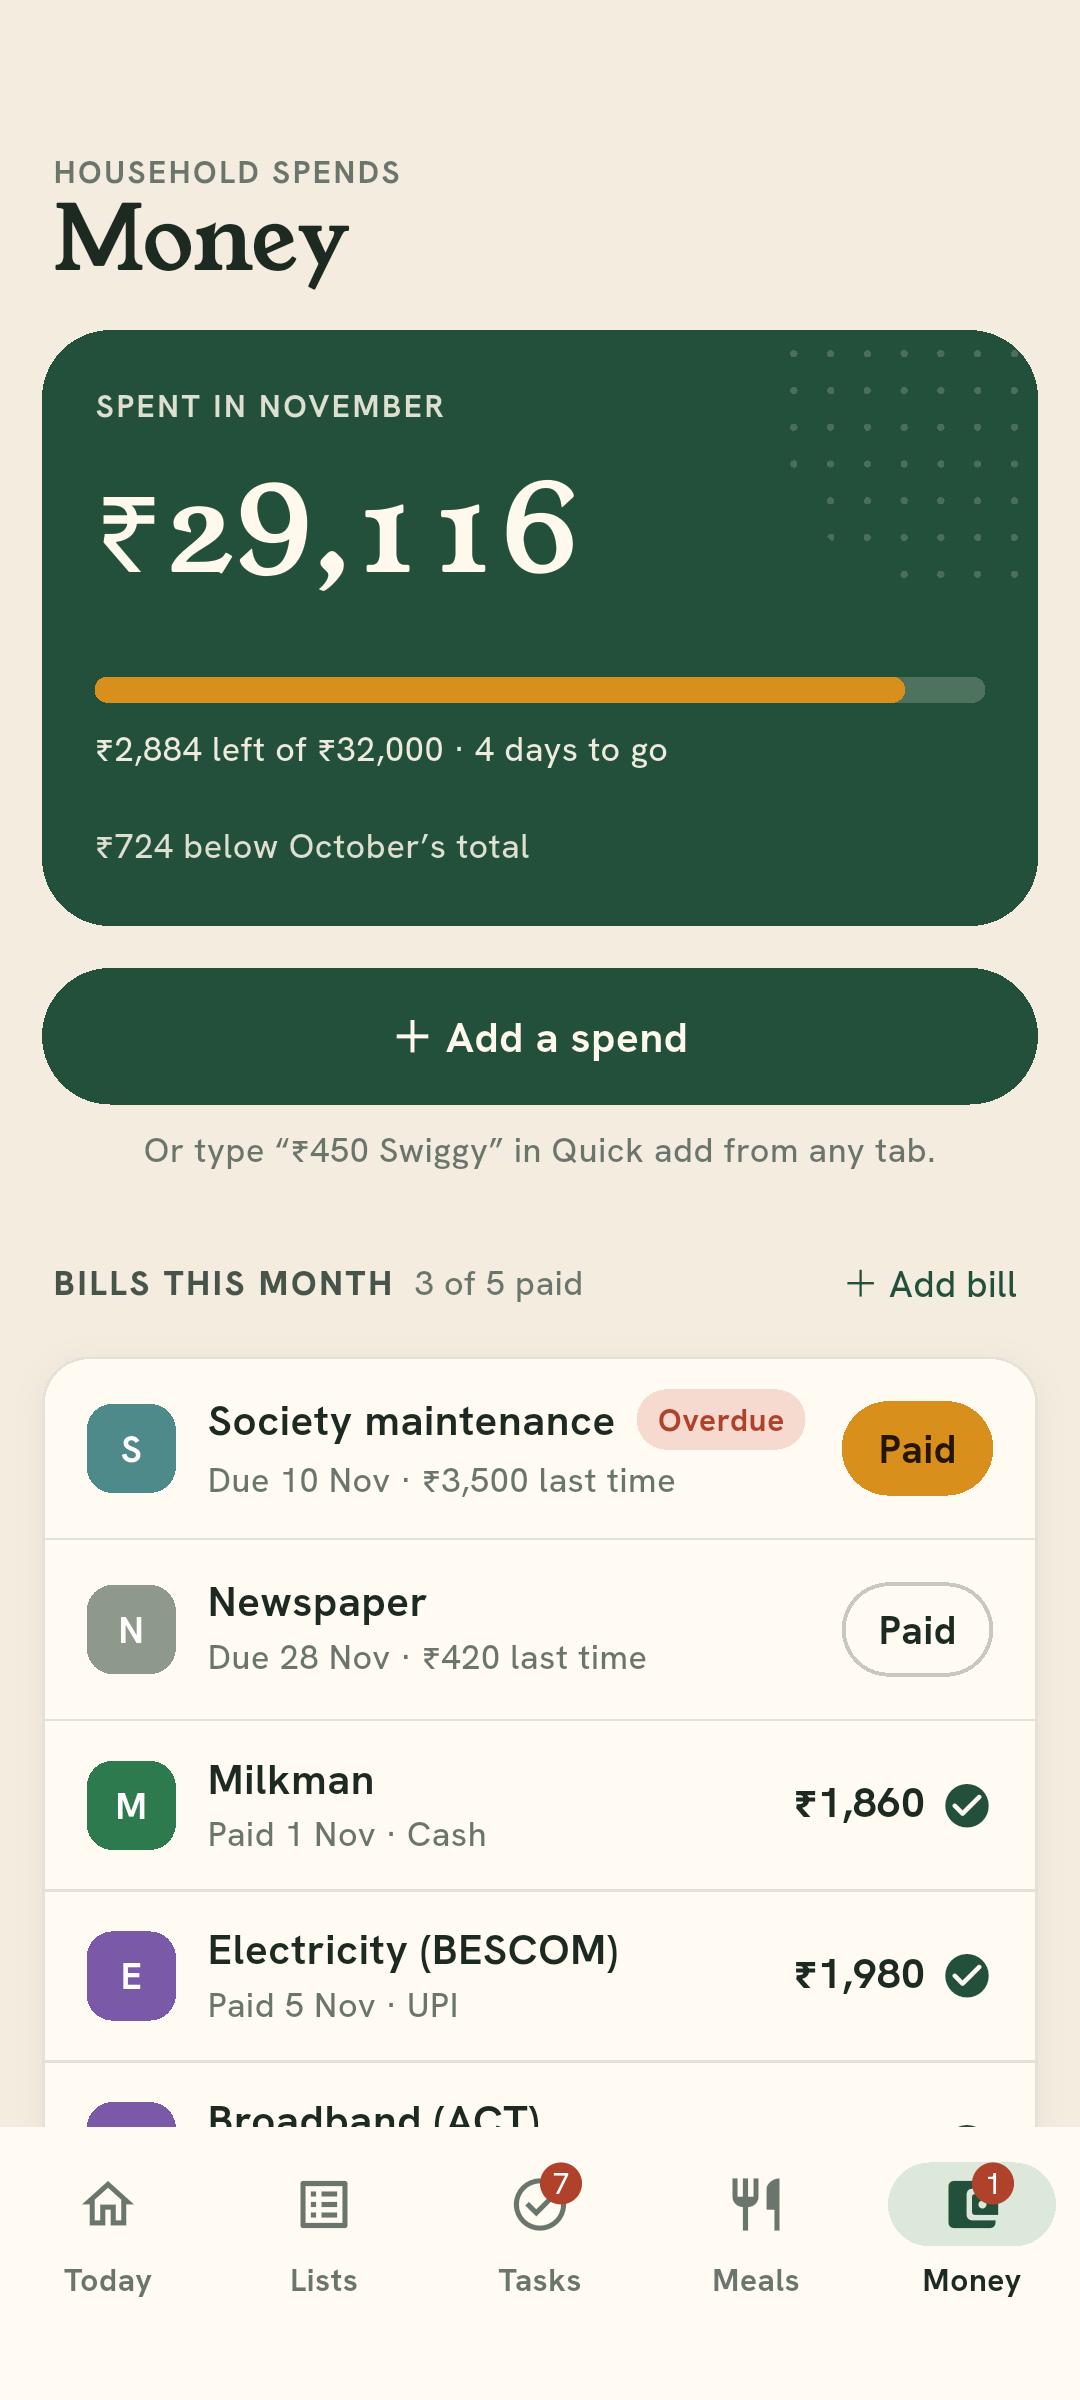 HOUSEHOLD SPENDS
Money
SPENT IN NOVEMBER
₹29,116
₹2,884 left of ₹32,000 · 4 days to go
₹724 below October’s total
+ Add a spend
Or type “₹450 Swiggy” in Quick add from any tab.
BILLS THIS MONTH 3 of 5 paid + Add bill
S Society maintenance Overdue Paid
Due 10 Nov · ₹3,500 last time
N Newspaper Paid
Due 28 Nov · ₹420 last time
M Milkman ₹1,860
Paid 1 Nov · Cash
E Electricity (BESCOM) ₹1,980
Paid 5 Nov · UPI
Broadband (ACT)
7 1
Today Lists Tasks Meals Money